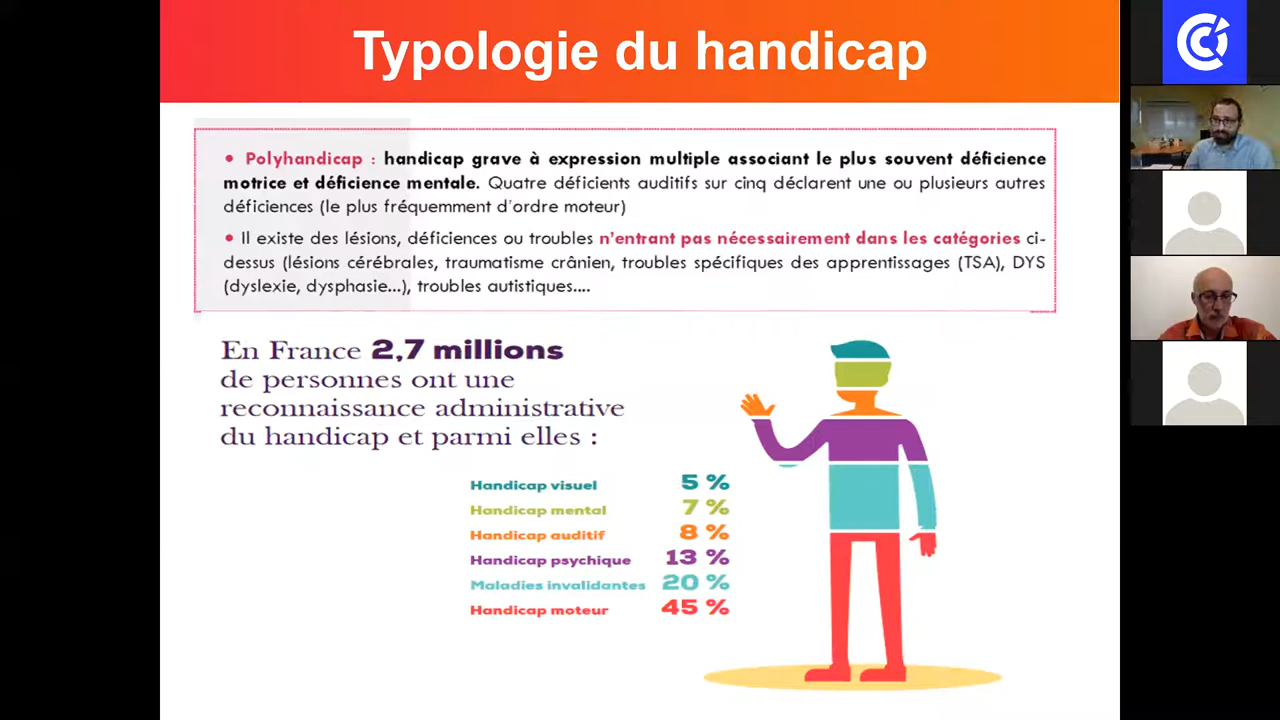 Typologie du handicap
• Polyhandicap : handicap grave à expression multiple associant le plus souvent déficience
motrice et déficience mentale. Quatre déficients auditifs sur cinq déclarent une ou plusieurs autres
déficiences (le plus fréquemment d'ordre moteur)
• Il existe des lésions, déficiences ou troubles n'entrant pas nécessairement dans les catégories ci-
dessus (lésions cérébrales, traumatisme crânien, troubles spécifiques des apprentissages (TSA), DYS
(dyslexie, dysphasie...), troubles autistiques....
En France 2,7 millions
de personnes ont une
reconnaissance administrative
du handicap et parmi elles :
Handicap visuel 5 %
Handicap mental 7 %
Handicap auditif 8 %
Handicap psychique 13 %
Maladies invalidantes 20 %
Handicap moteur 45 %